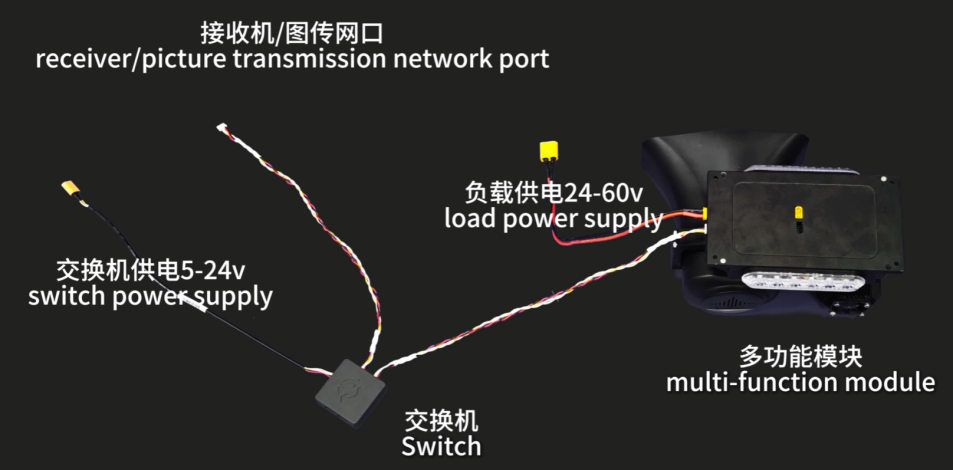 接收机/图传网口
receiver/picture transmission network port
负载供电24-60v
load power supply
交换机供电5-24v
switch power supply
多功能模块
multi-function module
交换机
Switch